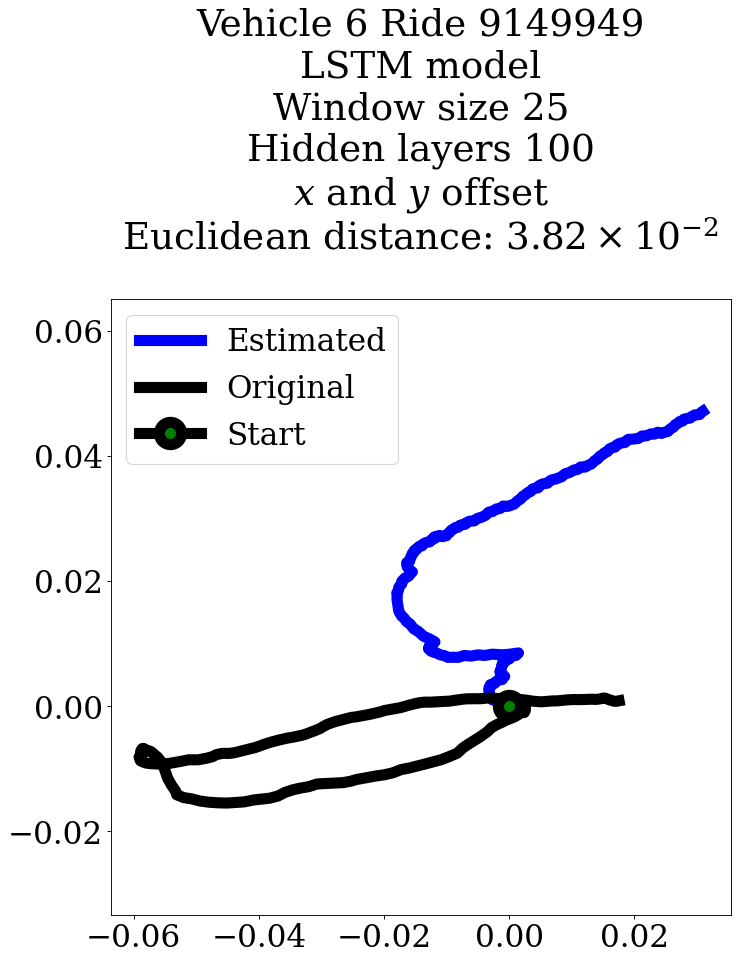 Vehicle 6 Ride 9149949
LSTM model
Window size 25
Hidden layers 100
x and y offset
Euclidean distance: 3.82 × 10⁻²
Estimated
Original
Start
0.06
0.04
0.02
0.00
−0.02
−0.06 −0.04 −0.02 0.00 0.02